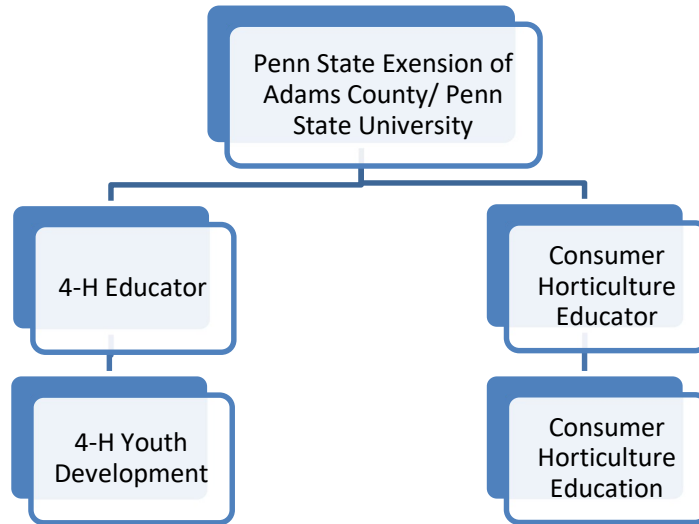 Penn State Exension of
Adams County/ Penn
State University
4-H Educator
Consumer
Horticulture
Educator
4-H Youth
Development
Consumer
Horticulture
Education